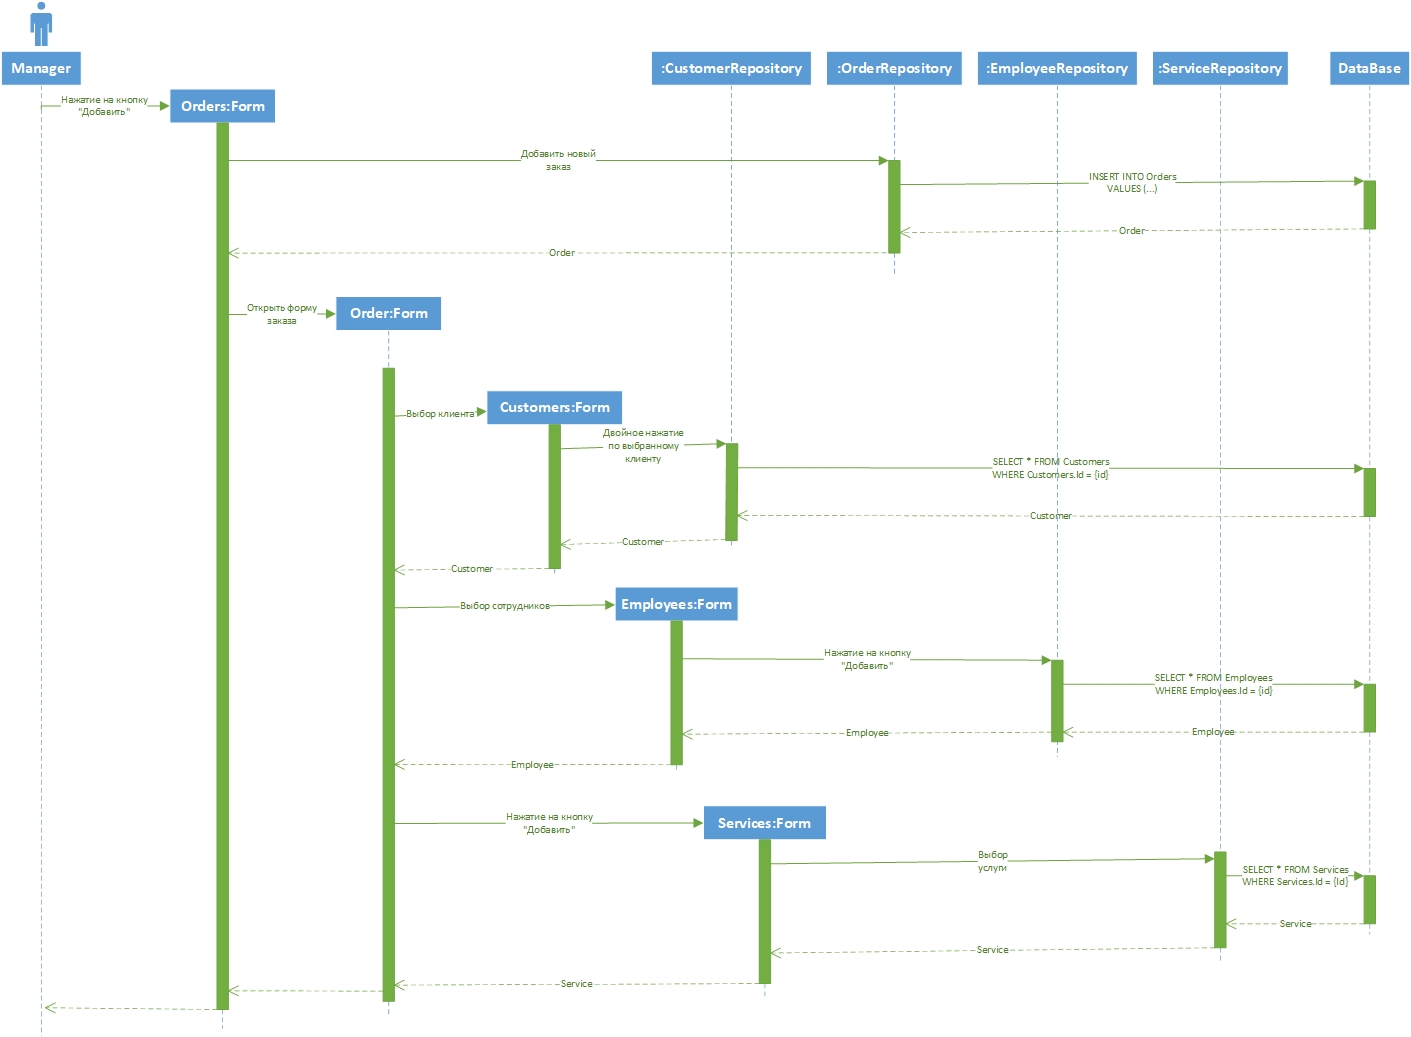 Manager
:CustomerRepository
:OrderRepository
:EmployeeRepository
:ServiceRepository
DataBase
Нажатие на кнопку
"Добавить"
Orders:Form
Добавить новый
заказ
INSERT INTO Orders
VALUES (...)
Order
Order
Открыть форму
заказа
Order:Form
Выбор клиента
Customers:Form
Двойное нажатие
по выбранному
клиенту
SELECT * FROM Customers
WHERE Customers.Id = {id}
Customer
Customer
Customer
Выбор сотрудников
Employees:Form
Нажатие на кнопку
"Добавить"
SELECT * FROM Employees
WHERE Employees.Id = {id}
Employee
Employee
Employee
Нажатие на кнопку
"Добавить"
Services:Form
Выбор
услуги
SELECT * FROM Services
WHERE Services.Id = {Id}
Service
Service
Service